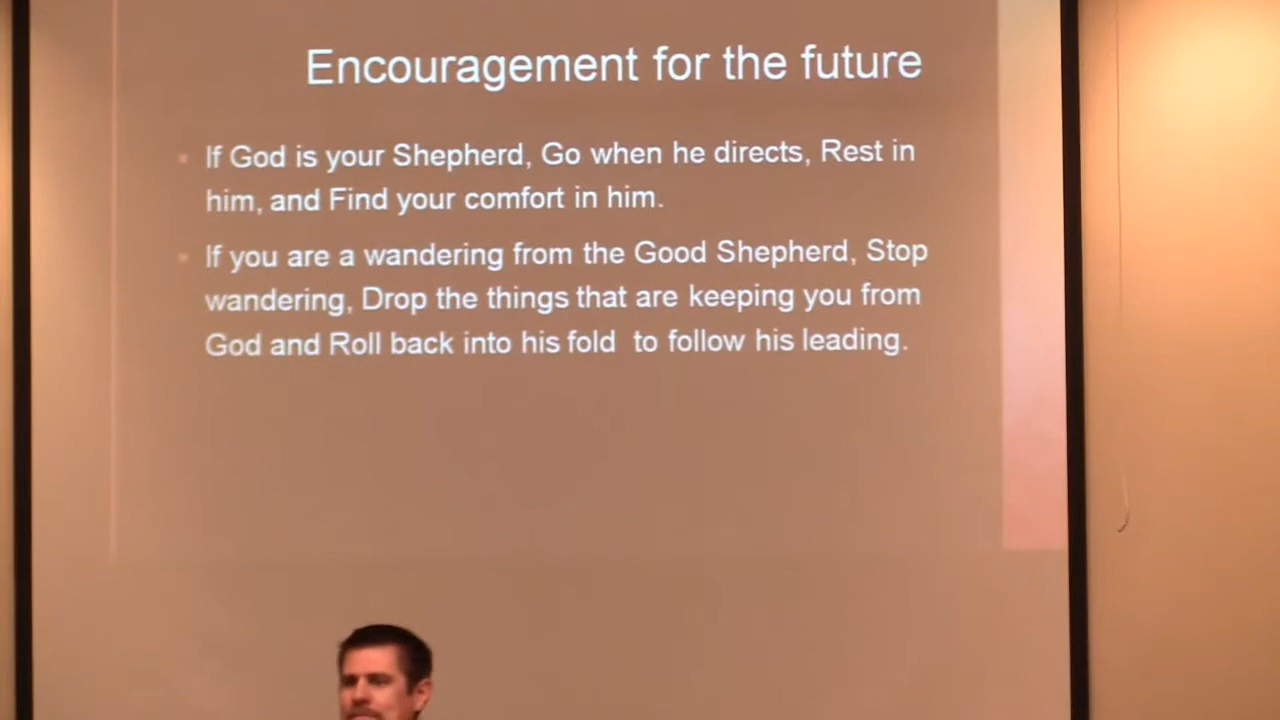 Encouragement for the future
If God is your Shepherd, Go when he directs, Rest in
him, and Find your comfort in him.
If you are a wandering from the Good Shepherd, Stop
wandering, Drop the things that are keeping you from
God and Roll back into his fold to follow his leading.